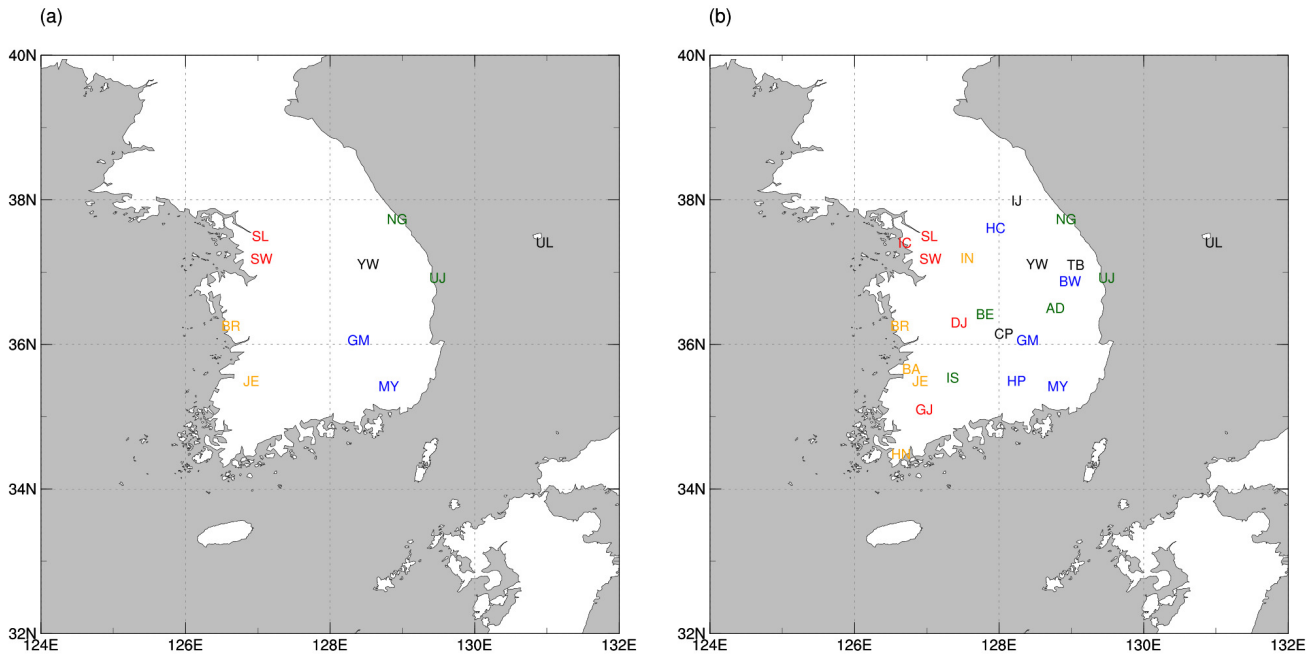 (a)
40N
38N
36N
34N
32N
124E
126E
128E
130E
132E
NG
SL
UL
SW
YW
UJ
BR
GM
JE
MY
(b)
40N
38N
36N
34N
32N
124E
126E
128E
130E
132E
IJ
NG
HC
SL
IC
UL
SW
IN
YW
TB
BW
UJ
AD
BE
DJ
BR
CP
GM
BA
JE
IS
HP
MY
GJ
HN